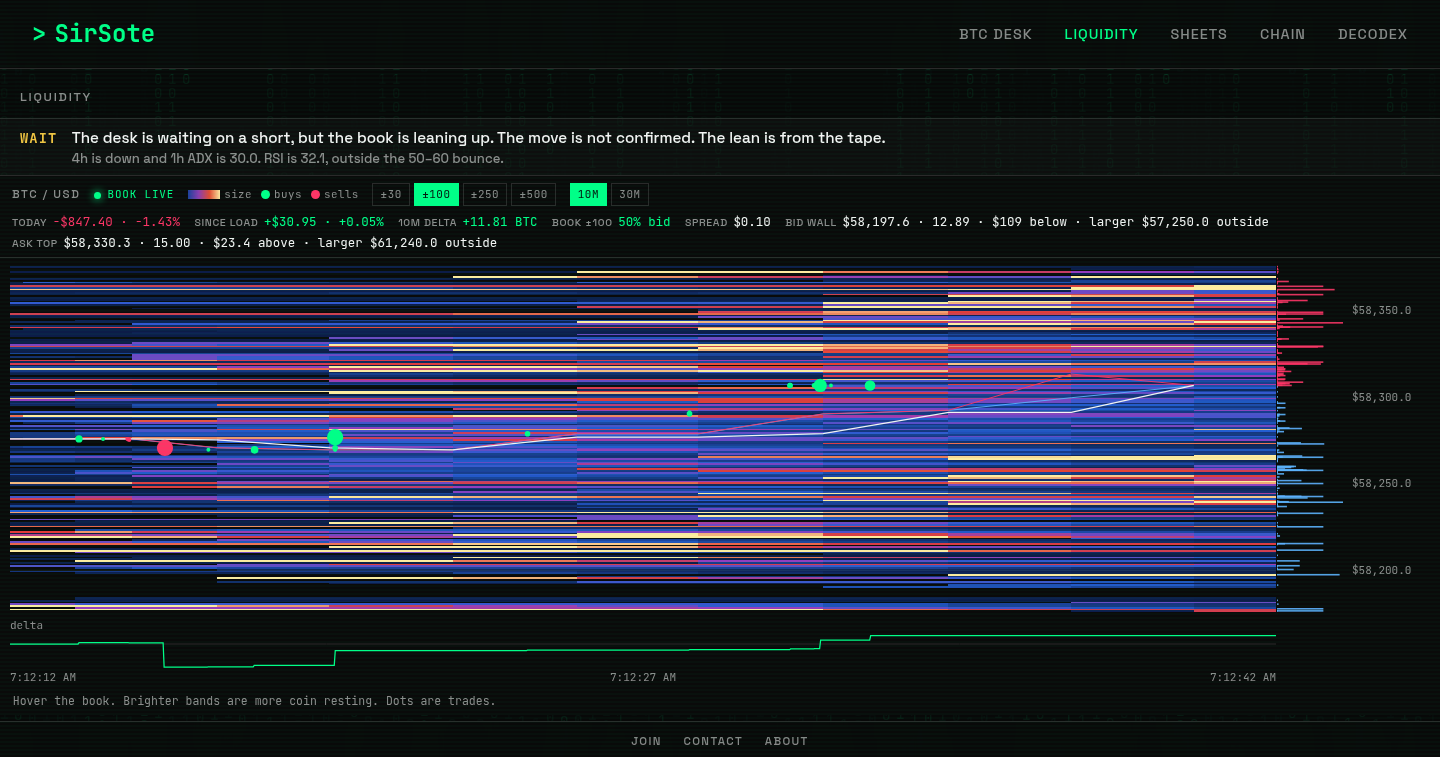 > SirSote
BTC DESK LIQUIDITY SHEETS CHAIN DECODEX
LIQUIDITY
WAIT The desk is waiting on a short, but the book is leaning up. The move is not confirmed. The lean is from the tape.
4h is down and 1h ADX is 30.0. RSI is 32.1, outside the 50–60 bounce.
BTC / USD BOOK LIVE size buys sells ±30 ±100 ±250 ±500 10M 30M
TODAY -$847.40 · -1.43% SINCE LOAD +$30.95 · +0.05% 10M DELTA +11.81 BTC BOOK ±100 50% bid SPREAD $0.10 BID WALL $58,197.6 · 12.89 · $109 below · larger $57,250.0 outside
ASK TOP $58,330.3 · 15.00 · $23.4 above · larger $61,240.0 outside
$58,350.0
$58,300.0
$58,250.0
$58,200.0
delta
7:12:12 AM 7:12:27 AM 7:12:42 AM
Hover the book. Brighter bands are more coin resting. Dots are trades.
JOIN CONTACT ABOUT